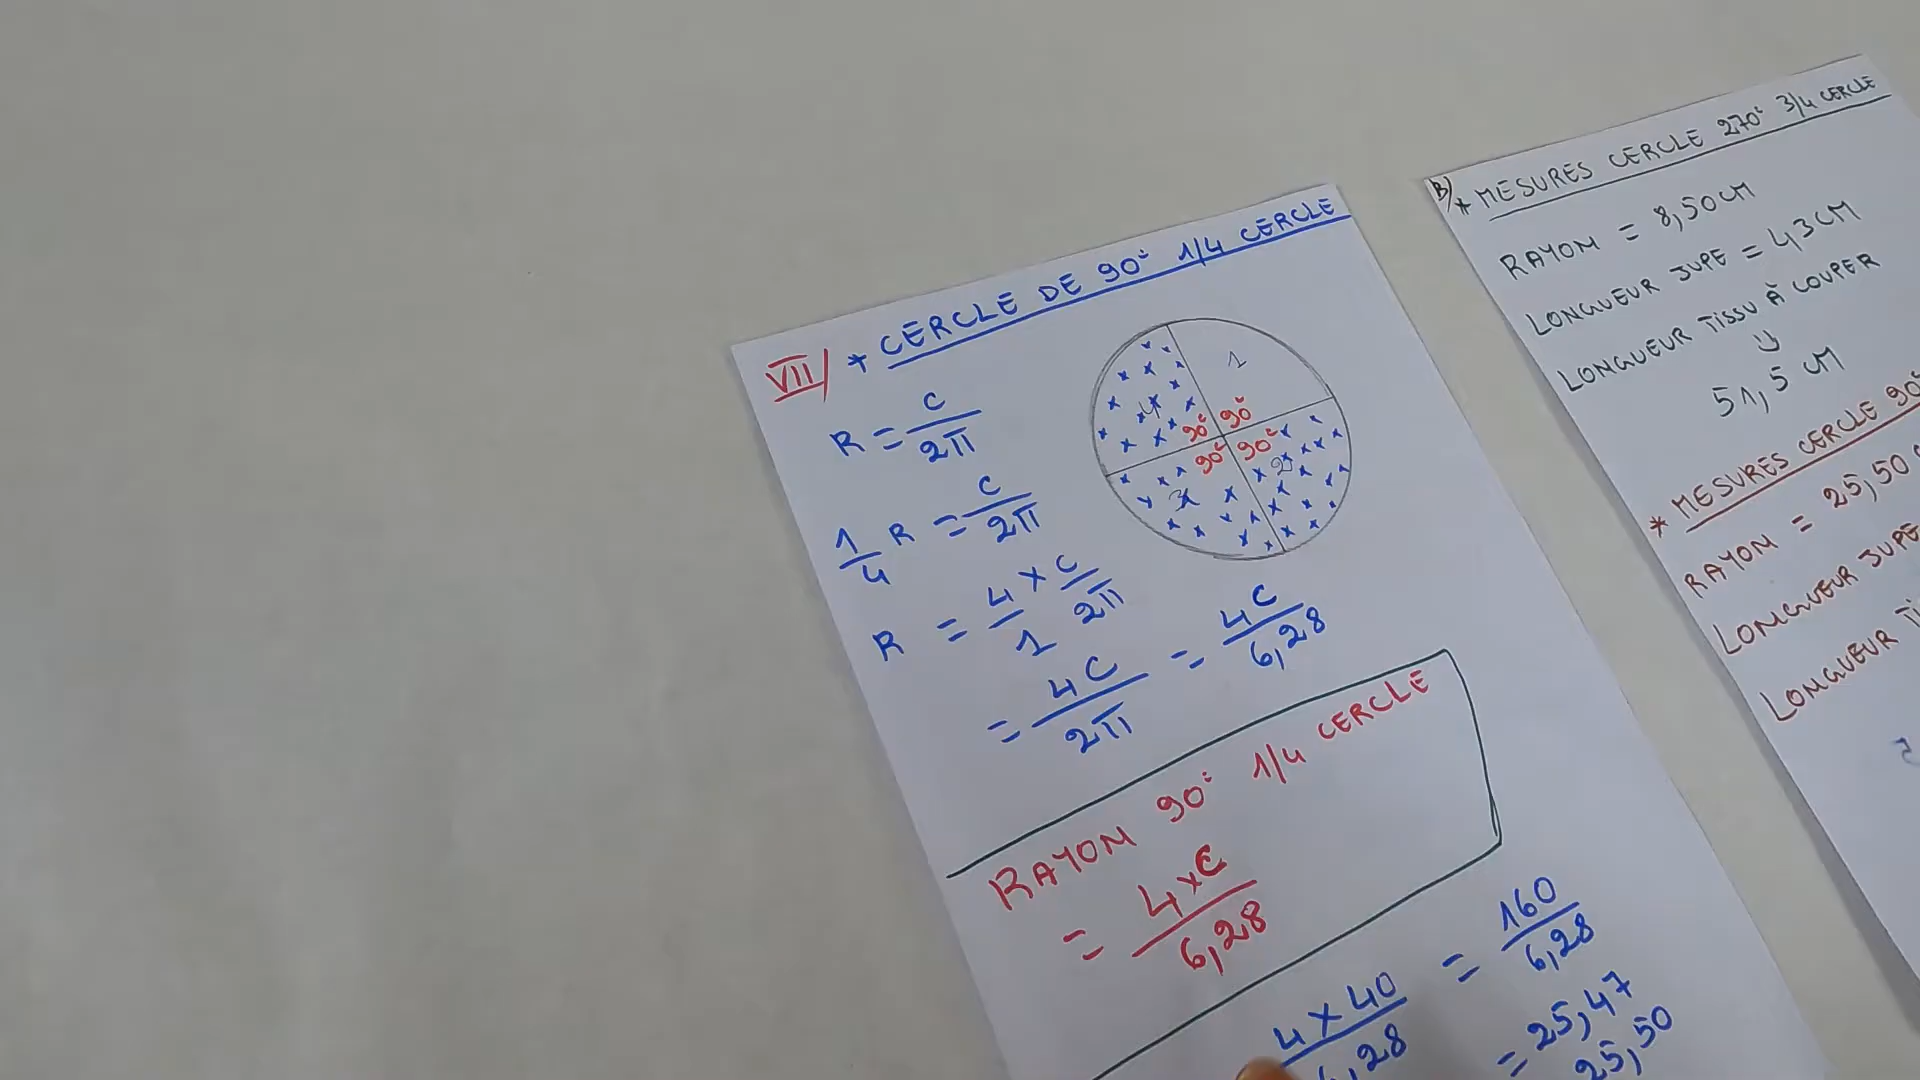 VII/ * CERCLE DE 90° 1/4 CERCLE
R = C / 2π
1/4 R = C / 2π
R = 4/1 × C / 2π
= 4C / 2π = 4C / 6,28
1
90° 90°
90° 90°
4
2
3
RAYON 90° 1/4 CERCLE
= 4×C / 6,28
4×40 / 6,28 = 160 / 6,28
= 25,47
25,50
B/ * MESURES CERCLE 270° 3/4 CERCLE
RAYON = 8,50CM
LONGUEUR JUPE = 43CM
LONGUEUR TISSU À COUPER
51,5 CM
* MESURES CERCLE 90°
RAYON = 25,50
LONGUEUR JUPE
LONGUEUR